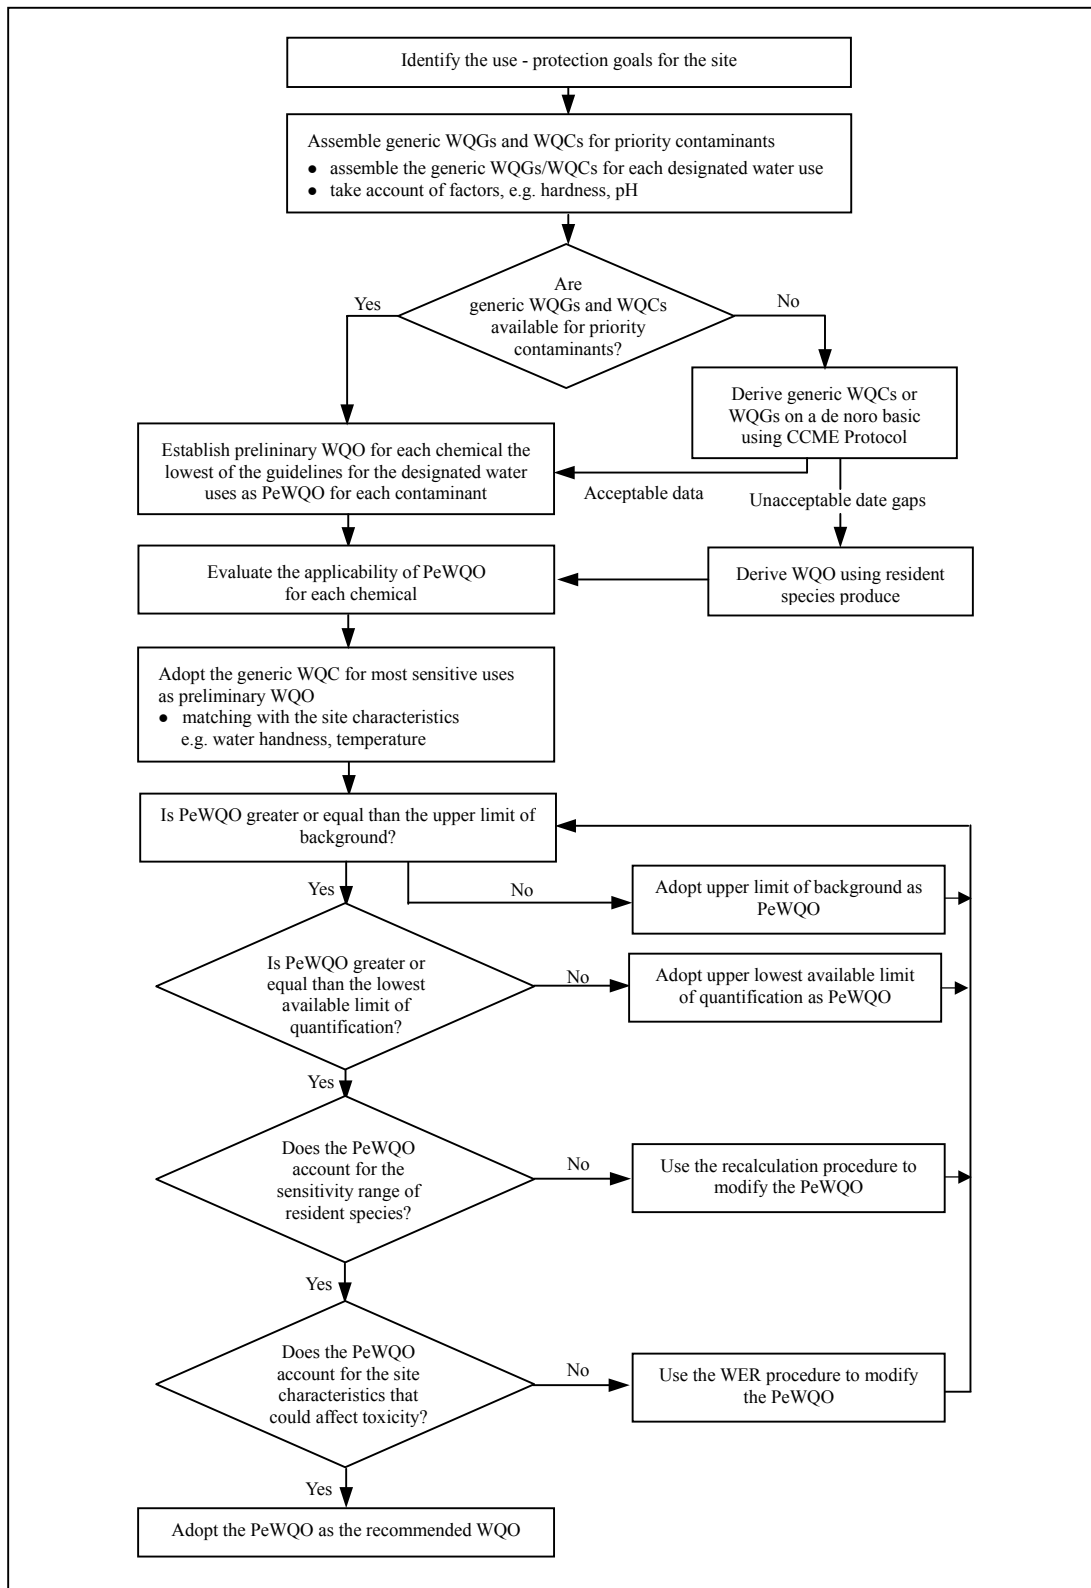 Identify the use - protection goals for the site
Assemble generic WQGs and WQCs for priority contaminants
● assemble the generic WQGs/WQCs for each designated water use
● take account of factors, e.g. hardness, pH
Are
generic WQGs and WQCs
available for priority
contaminants?
Yes
No
Derive generic WQCs or
WQGs on a de noro basic
using CCME Protocol
Establish prelininary WQO for each chemical the
lowest of the guidelines for the designated water
uses as PeWQO for each contaminant
Acceptable data
Unacceptable date gaps
Evaluate the applicability of PeWQO
for each chemical
Derive WQO using resident
species produce
Adopt the generic WQC for most sensitive uses
as preliminary WQO
● matching with the site characteristics
e.g. water handness, temperature
Is PeWQO greater or equal than the upper limit of
background?
Yes
No
Adopt upper limit of background as
PeWQO
Is PeWQO greater or
equal than the lowest
available limit of
quantification?
No
Adopt upper lowest available limit
of quantification as PeWQO
Yes
Does the PeWQO
account for the
sensitivity range of
resident species?
No
Use the recalculation procedure to
modify the PeWQO
Yes
Does the PeWQO
account for the site
characteristics that
could affect toxicity?
No
Use the WER procedure to modify
the PeWQO
Yes
Adopt the PeWQO as the recommended WQO